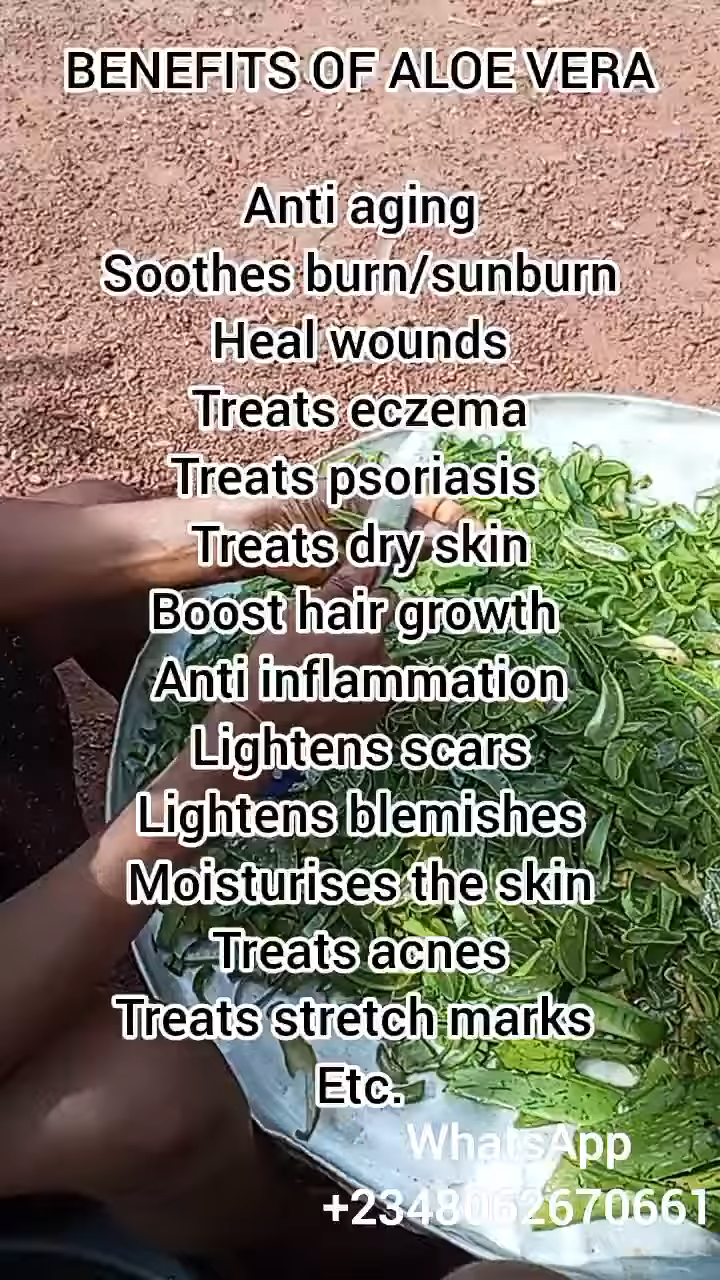 BENEFITS OF ALOE VERA
Anti aging
Soothes burn/sunburn
Heal wounds
Treats eczema
Treats psoriasis
Treats dry skin
Boost hair growth
Anti inflammation
Lightens scars
Lightens blemishes
Moisturises the skin
Treats acnes
Treats stretch marks
Etc.
WhatsApp
+2348062670661